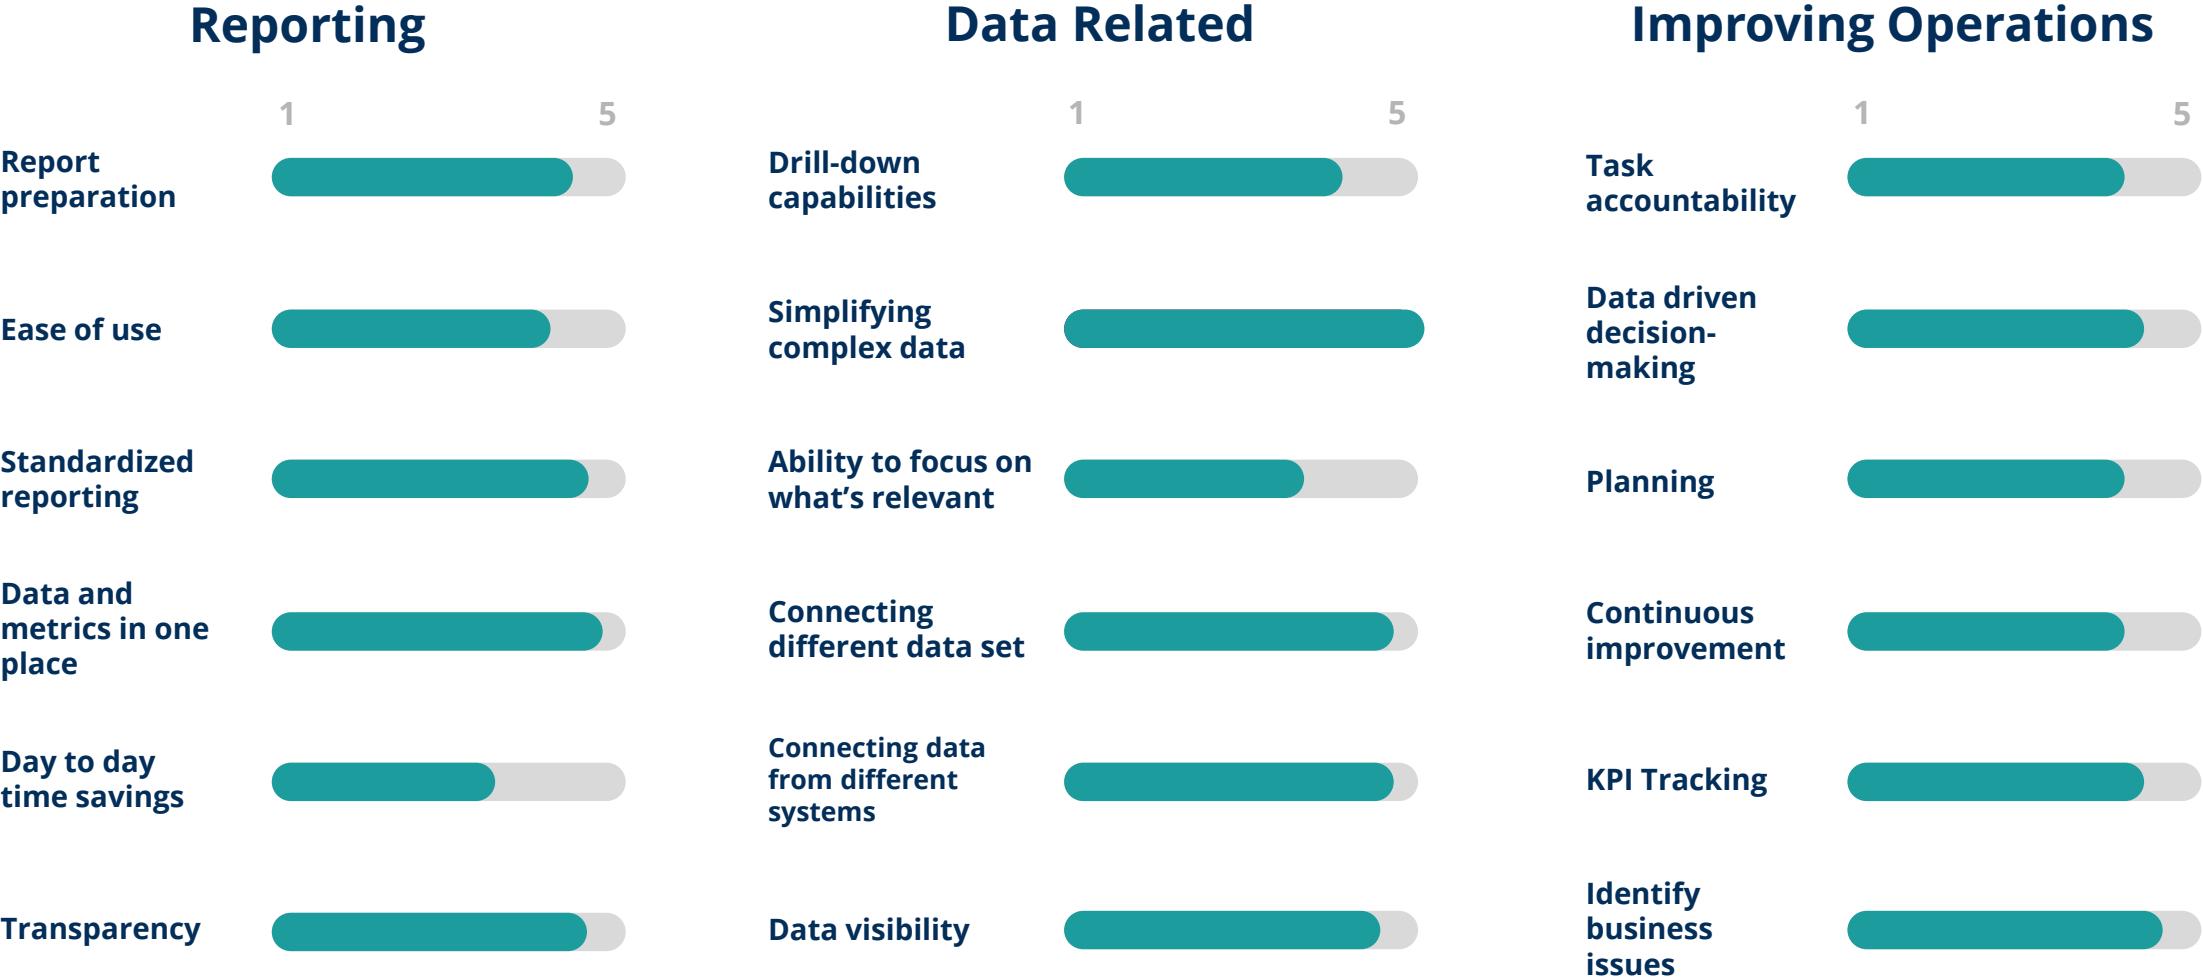 Reporting
1 5
Report
preparation
Ease of use
Standardized
reporting
Data and
metrics in one
place
Day to day
time savings
Transparency
Data Related
1 5
Drill-down
capabilities
Simplifying
complex data
Ability to focus on
what’s relevant
Connecting
different data set
Connecting data
from different
systems
Data visibility
Improving Operations
1 5
Task
accountability
Data driven
decision-
making
Planning
Continuous
improvement
KPI Tracking
Identify
business
issues